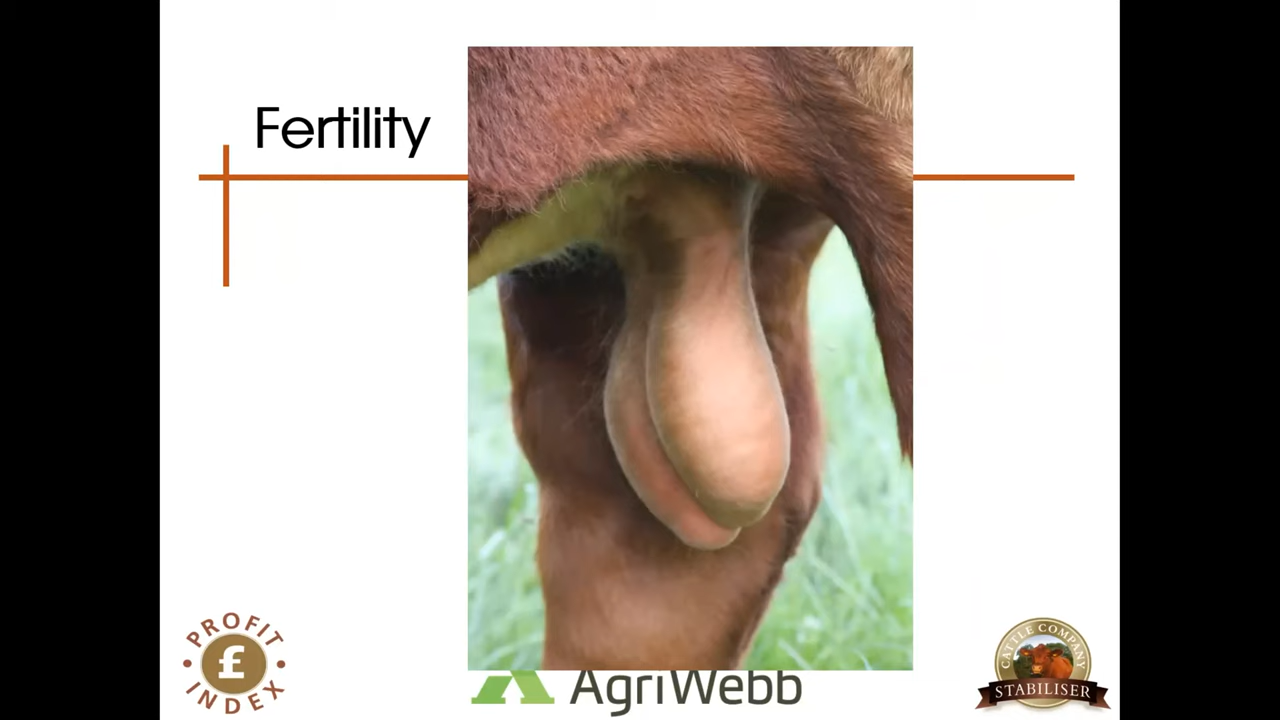 Fertility
PROFIT
£
INDEX
AgriWebb
CATTLE COMPANY
STABILISER